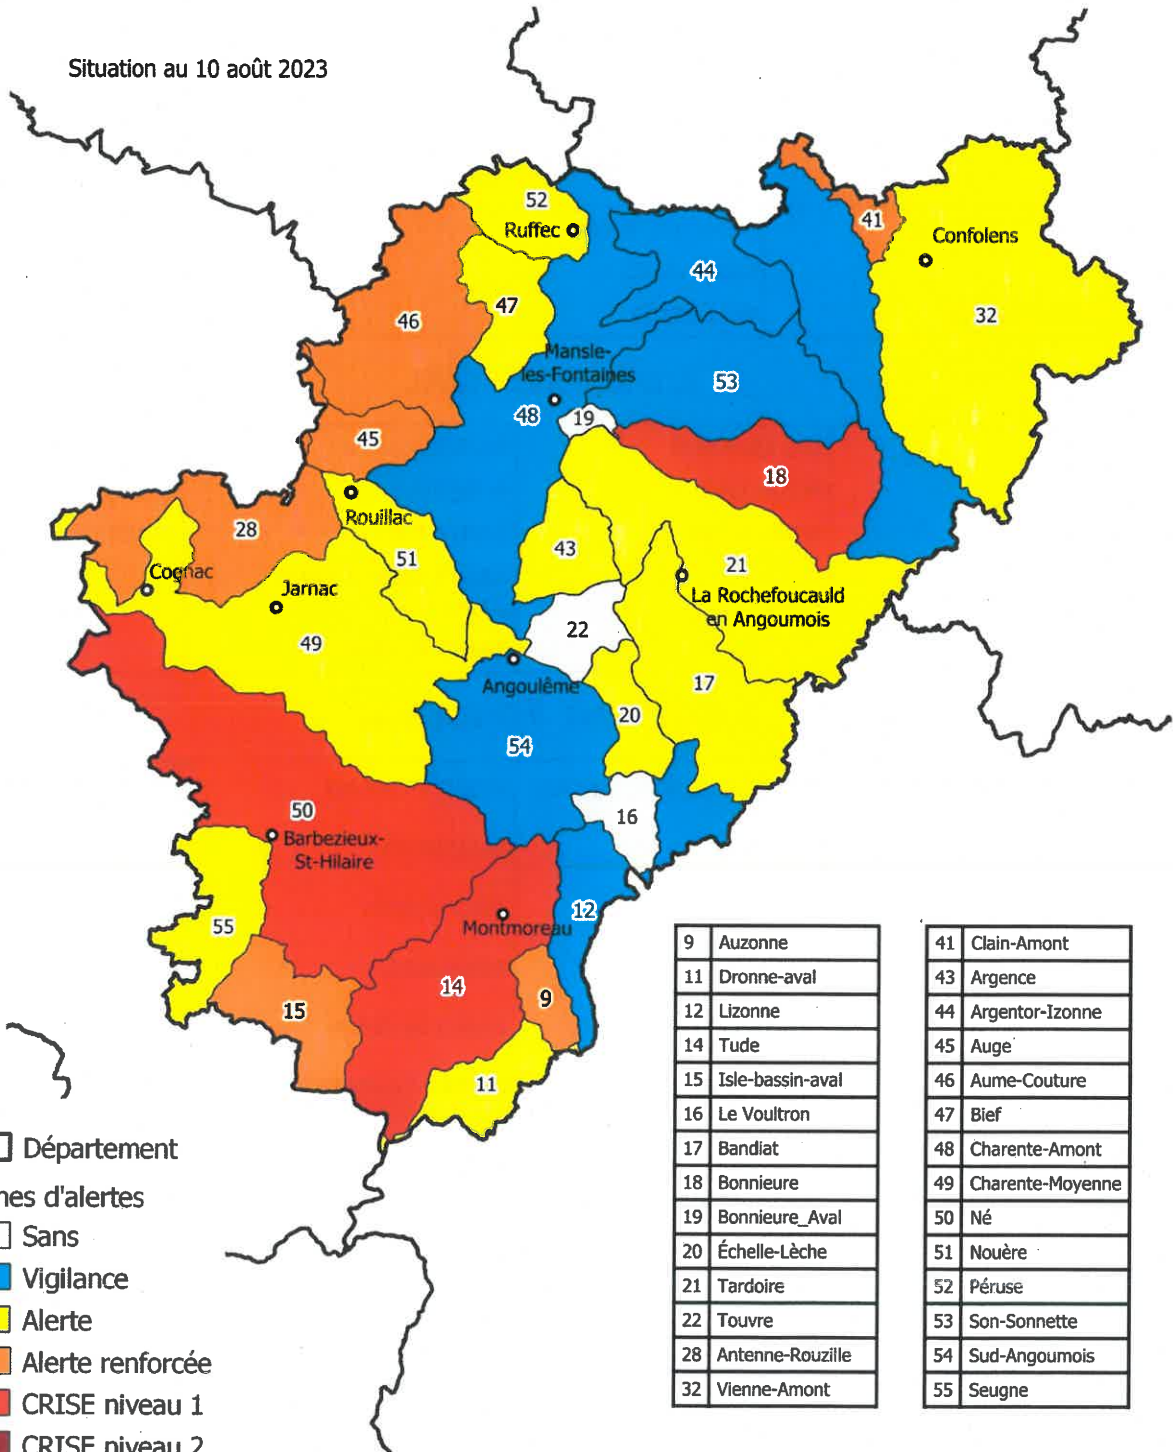 Situation au 10 août 2023
52
Ruffec
41
Confolens
44
47
46
32
Mansle-
les-Fontaines
53
48
19
45
18
Rouillac
28
43
51
21
Cognac
Jarnac
La Rochefoucauld
en Angoumois
22
49
Angoulême
17
20
54
50
16
Barbezieux-
St-Hilaire
12
Montmoreau
55
14
9
15
11
9 Auzonne
11 Dronne-aval
12 Lizonne
14 Tude
15 Isle-bassin-aval
16 Le Voultron
17 Bandiat
18 Bonnieure
19 Bonnieure_Aval
20 Échelle-Lèche
21 Tardoire
22 Touvre
28 Antenne-Rouzille
32 Vienne-Amont
41 Clain-Amont
43 Argence
44 Argentor-Izonne
45 Auge
46 Aume-Couture
47 Bief
48 Charente-Amont
49 Charente-Moyenne
50 Né
51 Nouère
52 Péruse
53 Son-Sonnette
54 Sud-Angoumois
55 Seugne
Département
nes d'alertes
Sans
Vigilance
Alerte
Alerte renforcée
CRISE niveau 1
CRISE niveau 2